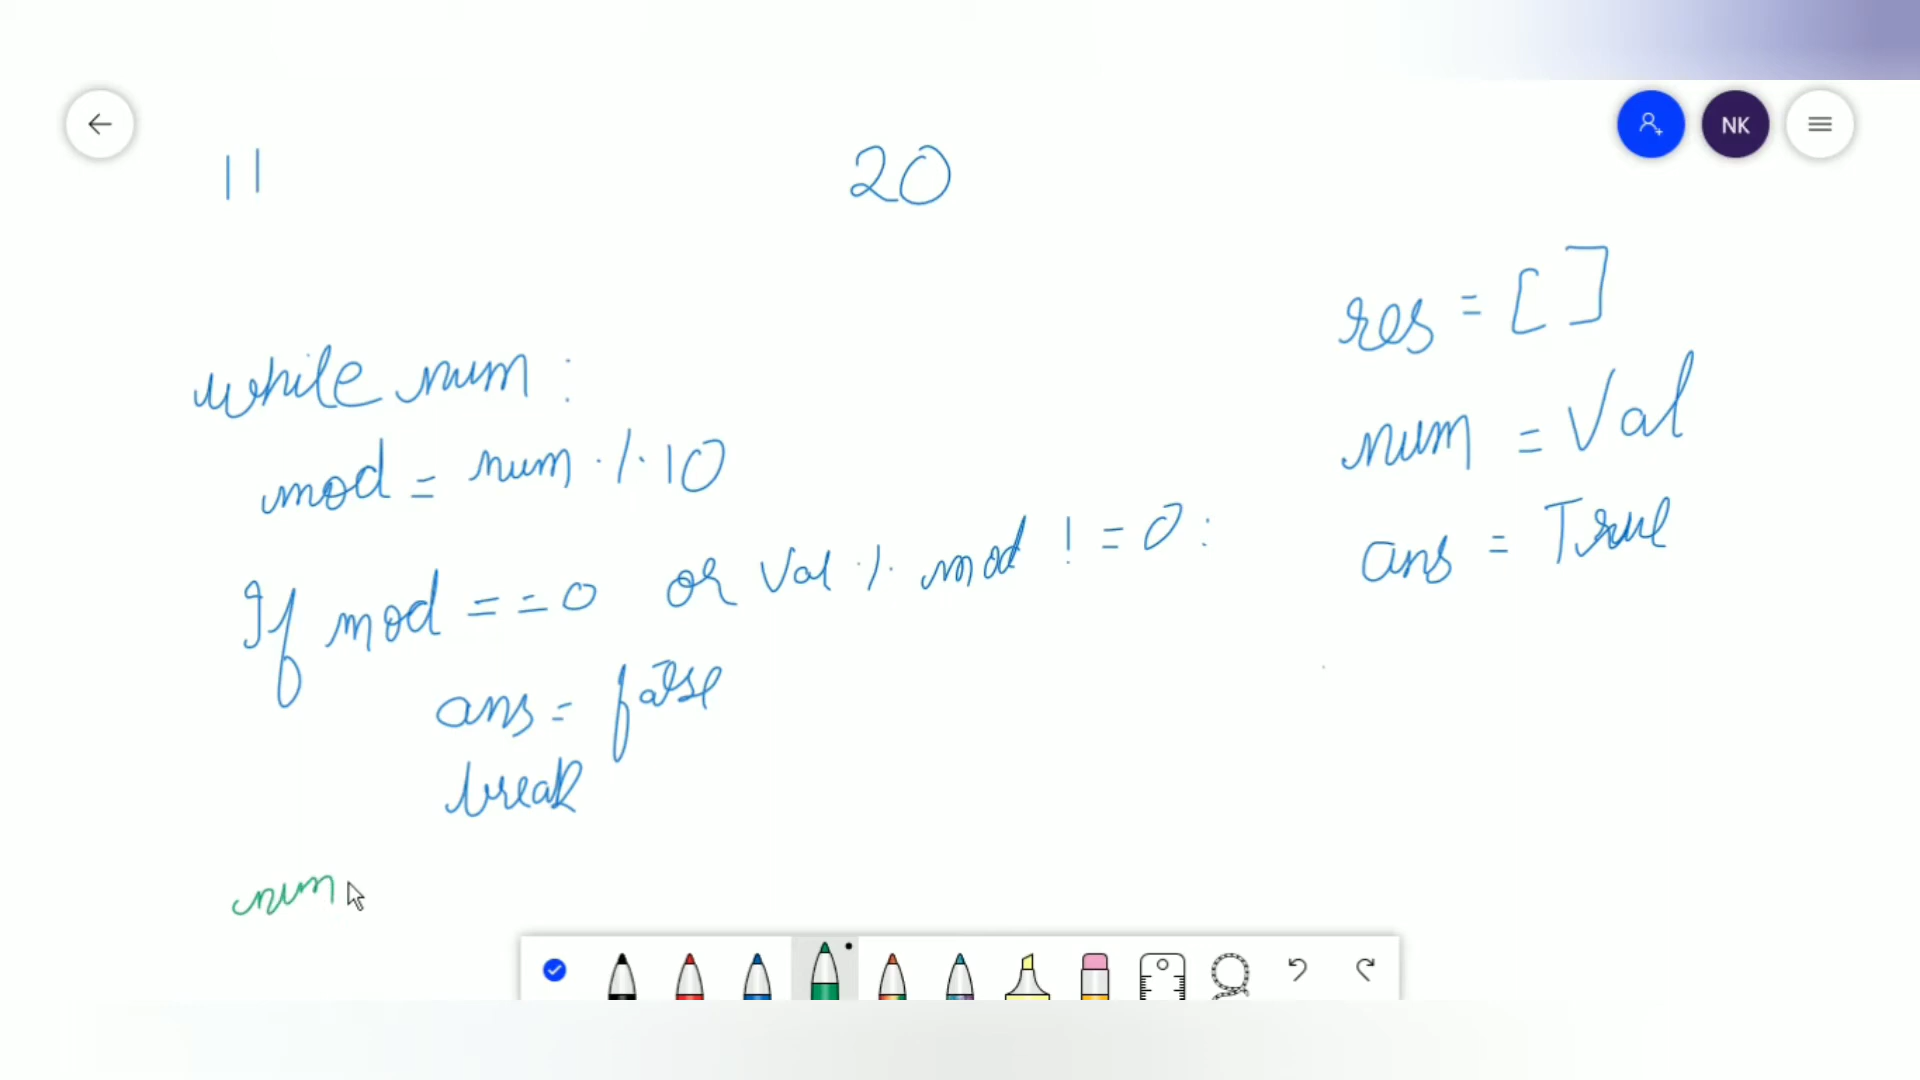 NK
11 20
res = []
while num :
num = Val
mod = num % 10
ans = True
If mod == 0 or Val % mod != 0 :
ans = false
break
num